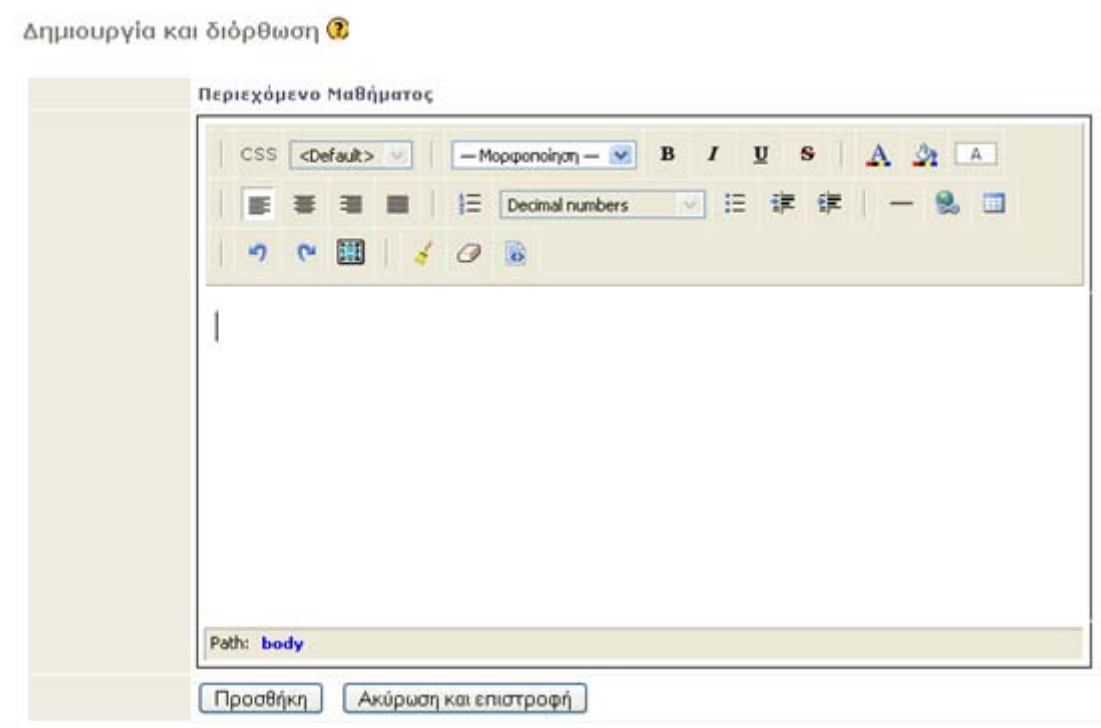 Δημιουργία και διόρθωση ?
Περιεχόμενο Μαθήματος
CSS <Default> — Μορφοποίηση — B I U S A A
Decimal numbers
Path: body
Προσθήκη Ακύρωση και επιστροφή